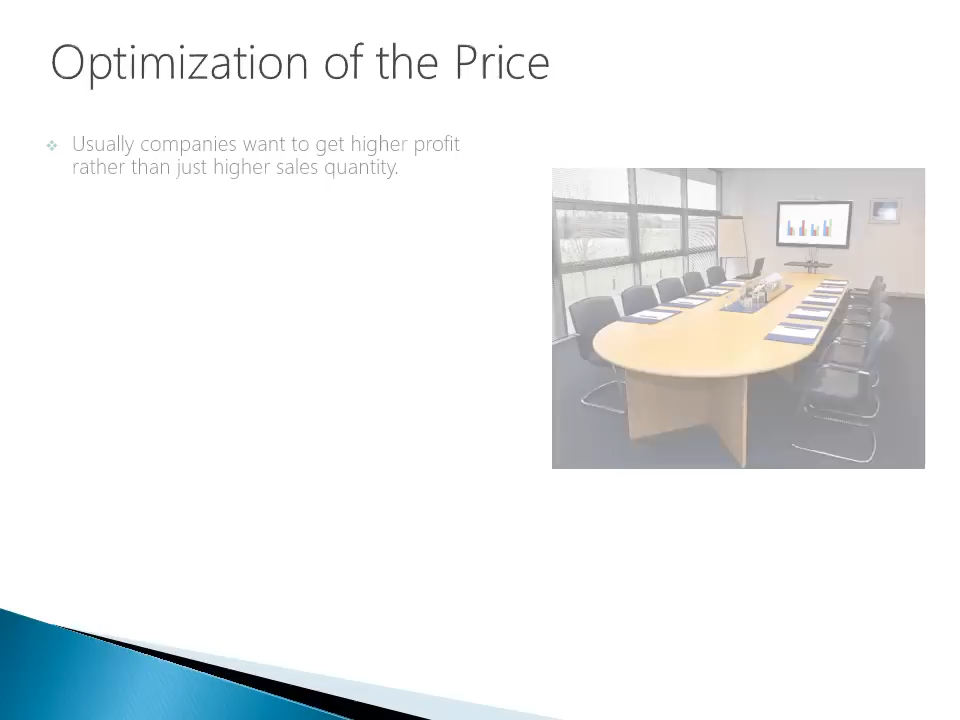 Optimization of the Price
Usually companies want to get higher profit
rather than just higher sales quantity.